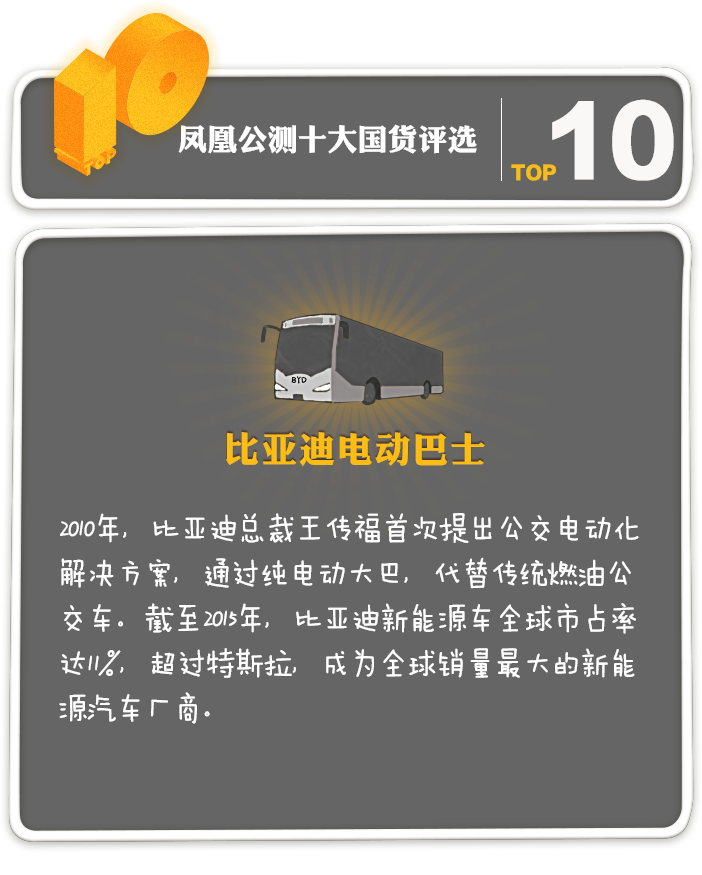 TOP
凤凰公测十大国货评选
TOP 10
BYD
比亚迪电动巴士
2010年，比亚迪总裁王传福首次提出公交电动化
解决方案，通过纯电动大巴，代替传统燃油公
交车。截至2015年，比亚迪新能源车全球市占率
达11%，超过特斯拉，成为全球销量最大的新能
源汽车厂商。